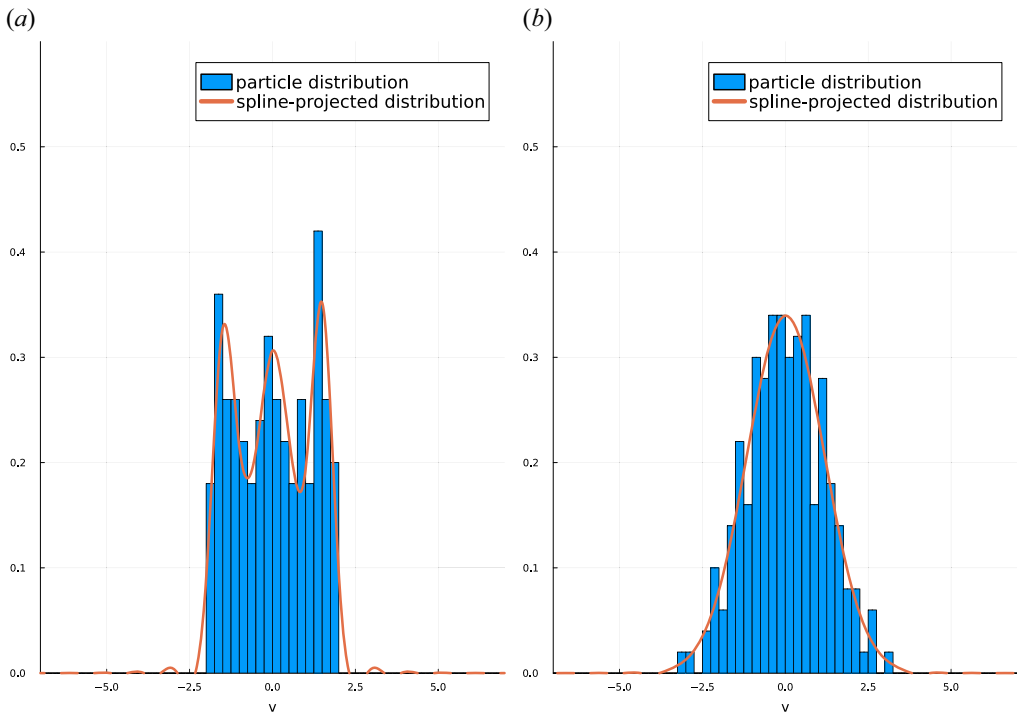 (a)
particle distribution
spline-projected distribution
0.5
0.4
0.3
0.2
0.1
0.0
−5.0 −2.5 0.0 2.5 5.0
v
(b)
particle distribution
spline-projected distribution
0.5
0.4
0.3
0.2
0.1
0.0
−5.0 −2.5 0.0 2.5 5.0
v